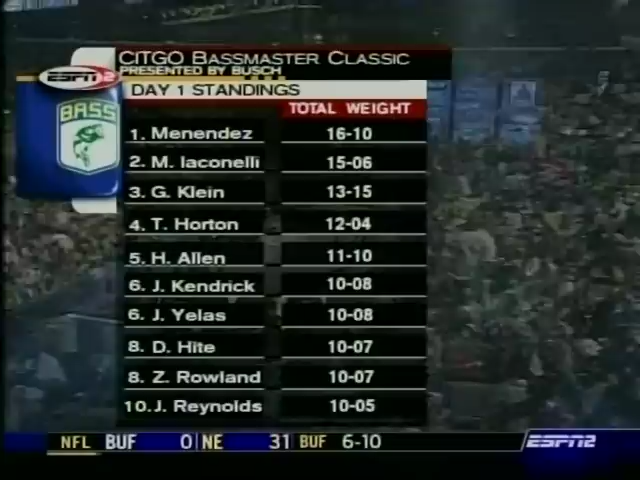 CITGO BASSMASTER CLASSIC
ESPN2 PRESENTED BY BUSCH
DAY 1 STANDINGS
TOTAL WEIGHT
BASS
1. Menendez 16-10
2. M. Iaconelli 15-06
3. G. Klein 13-15
4. T. Horton 12-04
5. H. Allen 11-10
6. J. Kendrick 10-08
6. J. Yelas 10-08
8. D. Hite 10-07
8. Z. Rowland 10-07
10. J. Reynolds 10-05
NFL BUF 0 NE 31 BUF 6-10 ESPN2